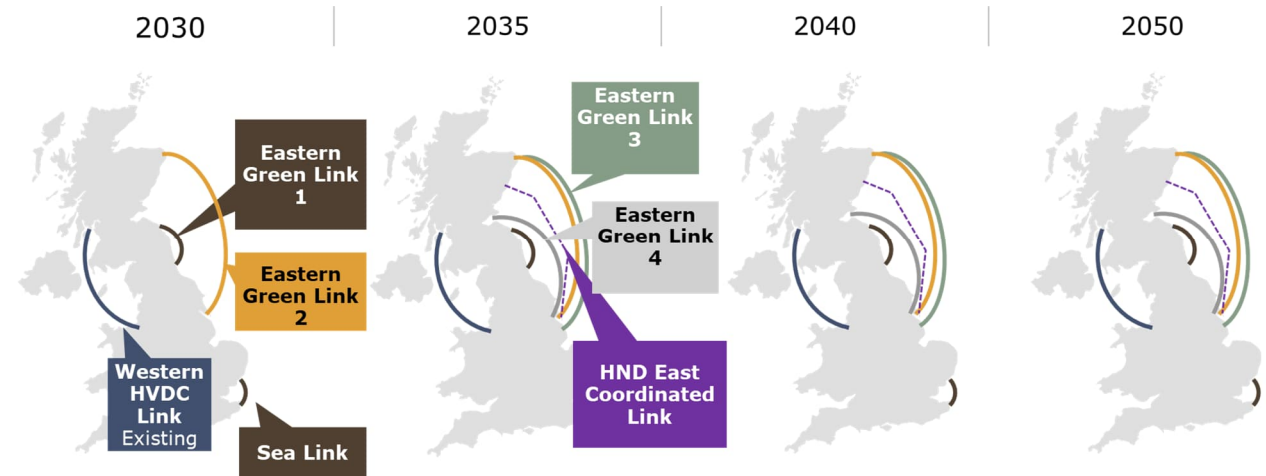 2030
2035
2040
2050
Eastern
Green Link
1
Eastern
Green Link
2
Western
HVDC
Link
Existing
Sea Link
Eastern
Green Link
3
Eastern
Green Link
4
HND East
Coordinated
Link